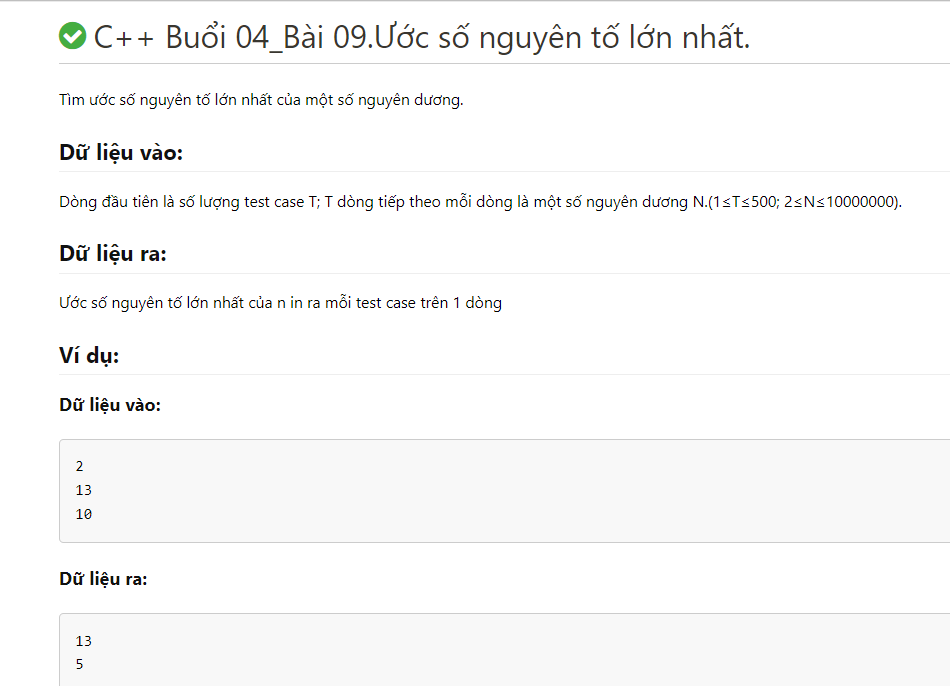 C++ Buổi 04_Bài 09.Ước số nguyên tố lớn nhất.
Tìm ước số nguyên tố lớn nhất của một số nguyên dương.
Dữ liệu vào:
Dòng đầu tiên là số lượng test case T; T dòng tiếp theo mỗi dòng là một số nguyên dương N.(1≤T≤500; 2≤N≤10000000).
Dữ liệu ra:
Ước số nguyên tố lớn nhất của n in ra mỗi test case trên 1 dòng
Ví dụ:
Dữ liệu vào:
2
13
10
Dữ liệu ra:
13
5